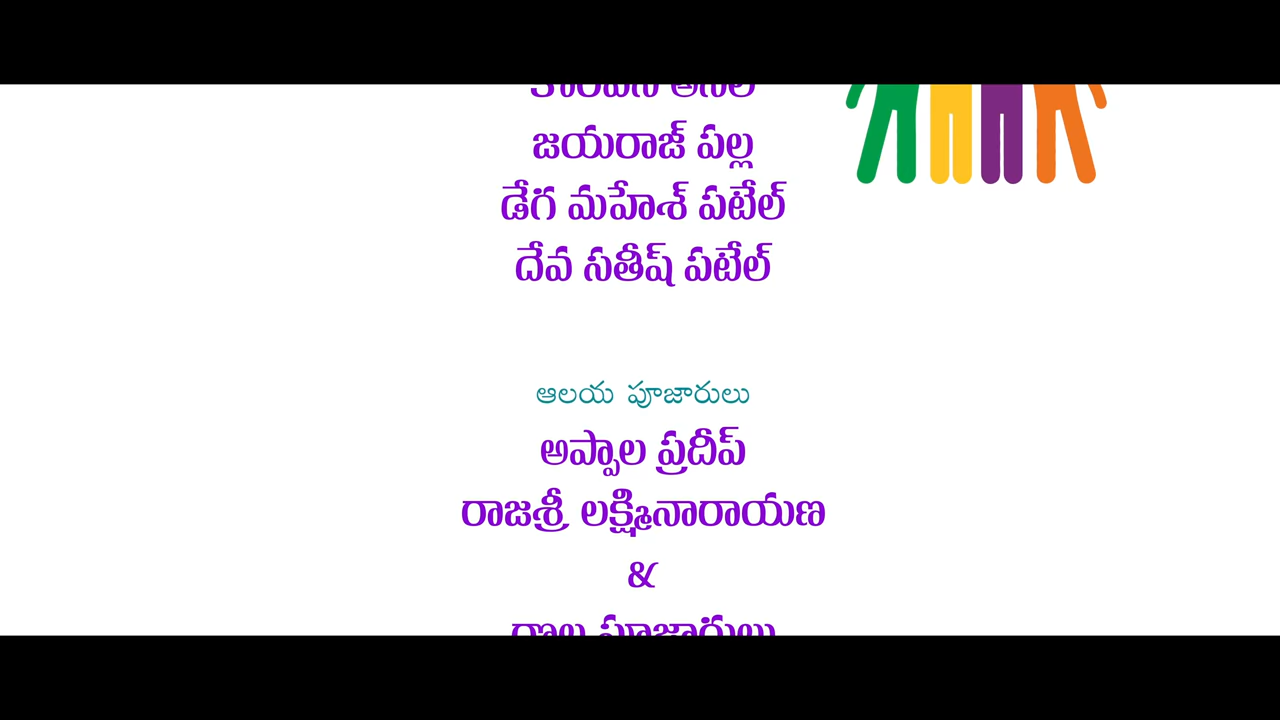 జయరాజ్ పల్ల
డేగ మహేశ్ పటేల్
దేవ సతీష్ పటేల్
ఆలయ పూజారులు
అప్పాల ప్రదీప్
రాజశ్రీ లక్ష్మినారాయణ
&
పూజారులు